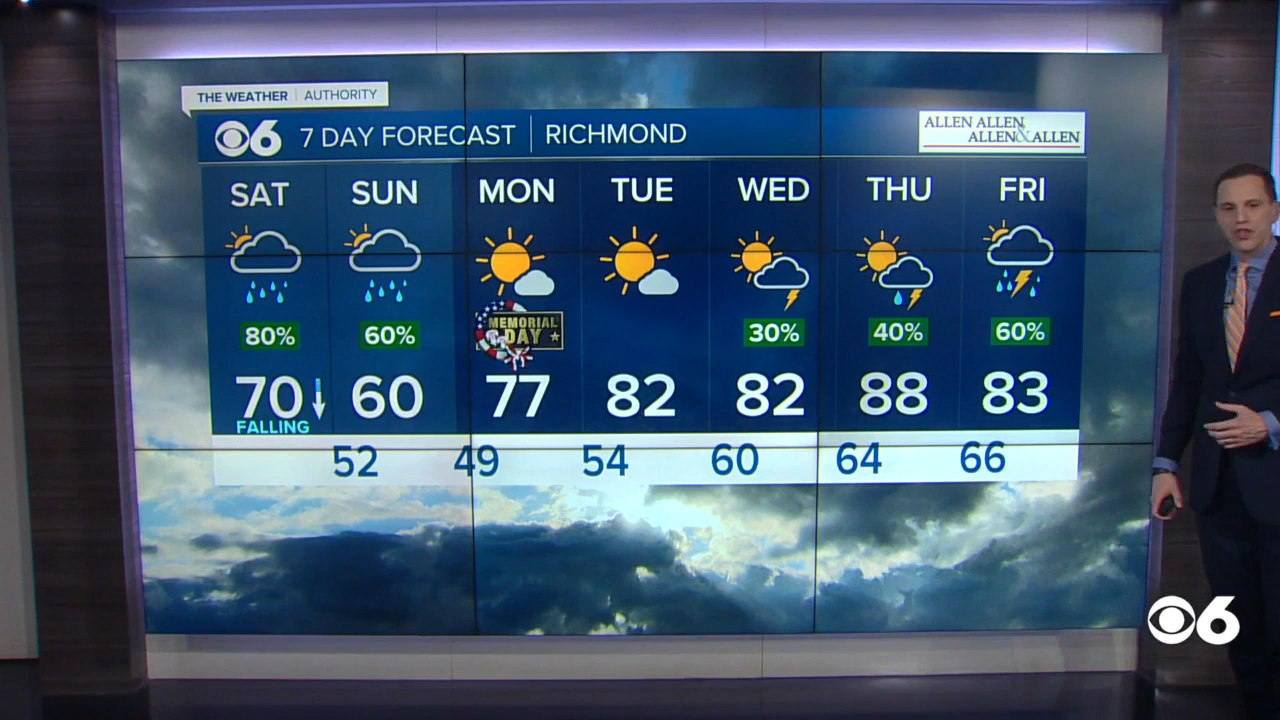 THE WEATHER AUTHORITY
6 7 DAY FORECAST RICHMOND
ALLEN ALLEN
ALLEN&ALLEN
SAT SUN MON TUE WED THU FRI
MEMORIAL
DAY
80% 60% 30% 40% 60%
70 60 77 82 82 88 83
FALLING
52 49 54 60 64 66
6